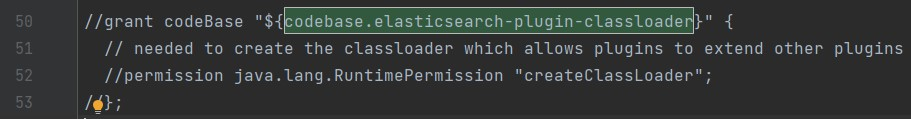 50 //grant codeBase "${codebase.elasticsearch-plugin-classloader}" {
51 // needed to create the classloader which allows plugins to extend other plugins
52 //permission java.lang.RuntimePermission "createClassLoader";
53 //};